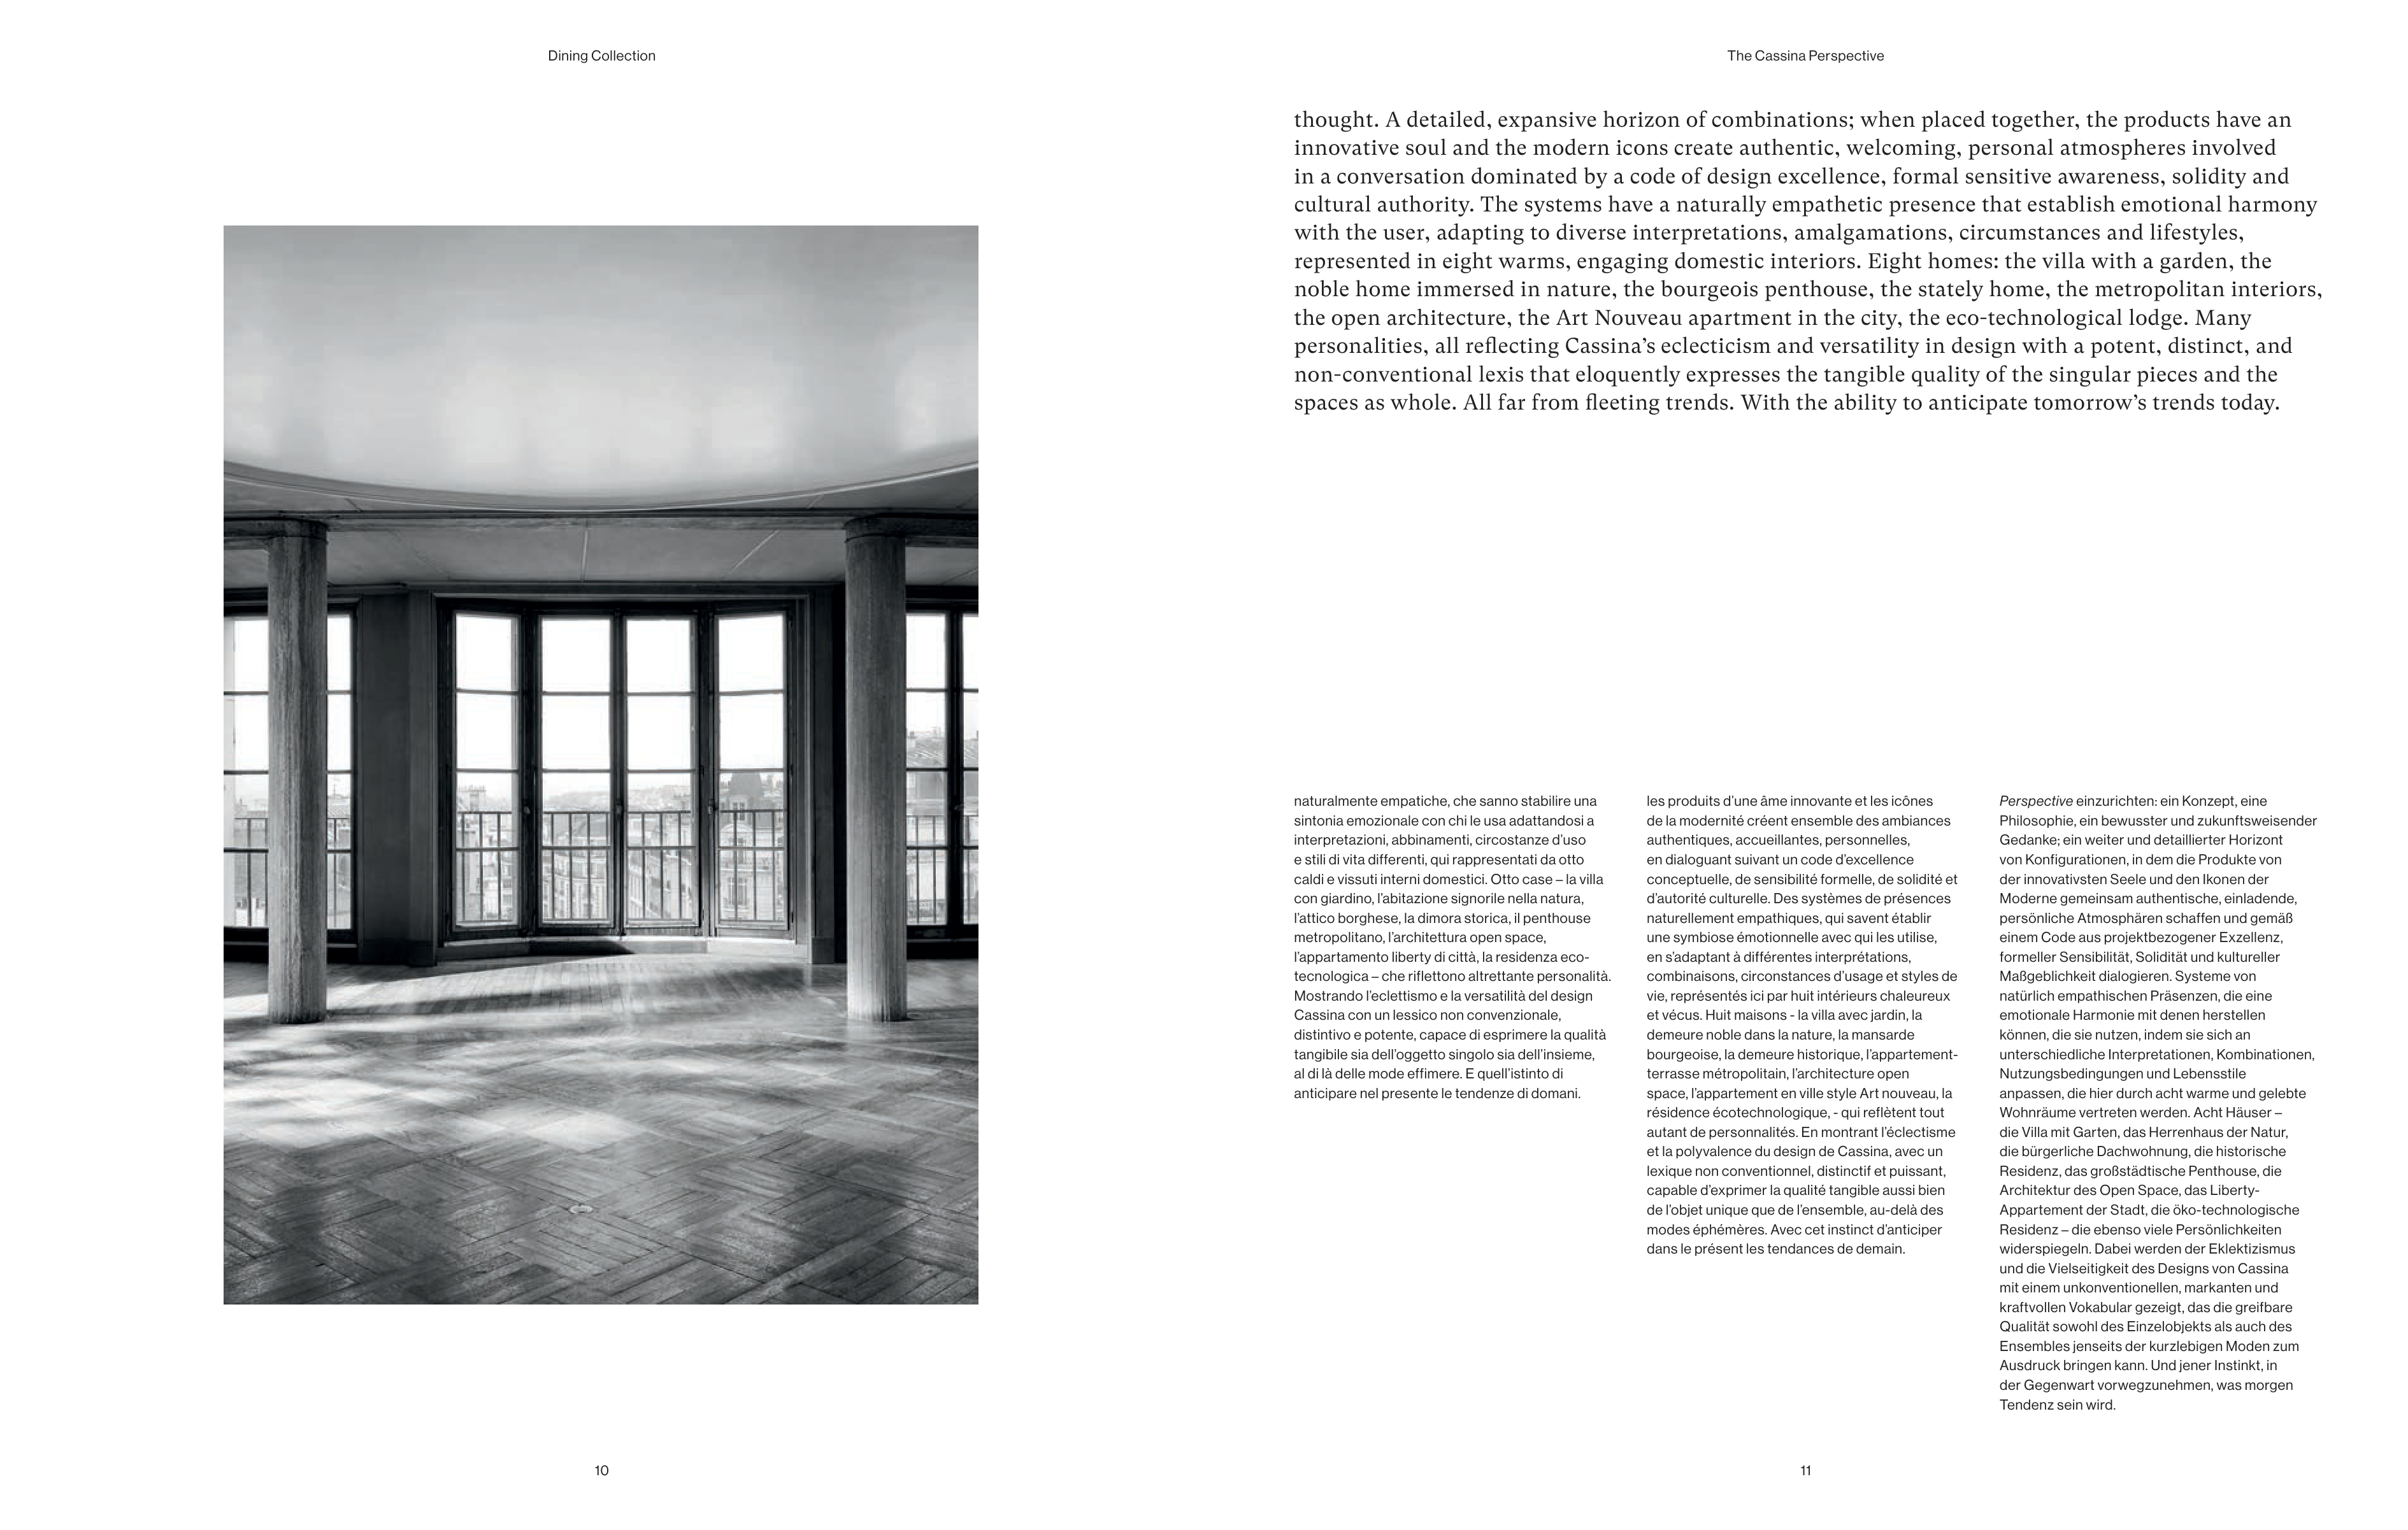 Dining Collection
The Cassina Perspective
thought. A detailed, expansive horizon of combinations; when placed together, the products have an
innovative soul and the modern icons create authentic, welcoming, personal atmospheres involved
in a conversation dominated by a code of design excellence, formal sensitive awareness, solidity and
cultural authority. The systems have a naturally empathetic presence that establish emotional harmony
with the user, adapting to diverse interpretations, amalgamations, circumstances and lifestyles,
represented in eight warms, engaging domestic interiors. Eight homes: the villa with a garden, the
noble home immersed in nature, the bourgeois penthouse, the stately home, the metropolitan interiors,
the open architecture, the Art Nouveau apartment in the city, the eco-technological lodge. Many
personalities, all reflecting Cassina’s eclecticism and versatility in design with a potent, distinct, and
non-conventional lexis that eloquently expresses the tangible quality of the singular pieces and the
spaces as whole. All far from fleeting trends. With the ability to anticipate tomorrow’s trends today.
naturalmente empatiche, che sanno stabilire una
sintonia emozionale con chi le usa adattandosi a
interpretazioni, abbinamenti, circostanze d’uso
e stili di vita differenti, qui rappresentati da otto
caldi e vissuti interni domestici. Otto case – la villa
con giardino, l’abitazione signorile nella natura,
l’attico borghese, la dimora storica, il penthouse
metropolitano, l’architettura open space,
l’appartamento liberty di città, la residenza eco-
tecnologica – che riflettono altrettante personalità.
Mostrando l’eclettismo e la versatilità del design
Cassina con un lessico non convenzionale,
distintivo e potente, capace di esprimere la qualità
tangibile sia dell’oggetto singolo sia dell’insieme,
al di là delle mode effimere. E quell’istinto di
anticipare nel presente le tendenze di domani.
les produits d’une âme innovante et les icônes
de la modernité créent ensemble des ambiances
authentiques, accueillantes, personnelles,
en dialoguant suivant un code d’excellence
conceptuelle, de sensibilité formelle, de solidité et
d’autorité culturelle. Des systèmes de présences
naturellement empathiques, qui savent établir
une symbiose émotionnelle avec qui les utilise,
en s’adaptant à différentes interprétations,
combinaisons, circonstances d’usage et styles de
vie, représentés ici par huit intérieurs chaleureux
et vécus. Huit maisons - la villa avec jardin, la
demeure noble dans la nature, la mansarde
bourgeoise, la demeure historique, l’appartement-
terrasse métropolitain, l’architecture open
space, l’appartement en ville style Art nouveau, la
résidence écotechnologique, - qui reflètent tout
autant de personnalités. En montrant l’éclectisme
et la polyvalence du design de Cassina, avec un
lexique non conventionnel, distinctif et puissant,
capable d’exprimer la qualité tangible aussi bien
de l’objet unique que de l’ensemble, au-delà des
modes éphémères. Avec cet instinct d’anticiper
dans le présent les tendances de demain.
Perspective einzurichten: ein Konzept, eine
Philosophie, ein bewusster und zukunftsweisender
Gedanke; ein weiter und detaillierter Horizont
von Konfigurationen, in dem die Produkte von
der innovativsten Seele und den Ikonen der
Moderne gemeinsam authentische, einladende,
persönliche Atmosphären schaffen und gemäß
einem Code aus projektbezogener Exzellenz,
formeller Sensibilität, Solidität und kultureller
Maßgeblichkeit dialogieren. Systeme von
natürlich empathischen Präsenzen, die eine
emotionale Harmonie mit denen herstellen
können, die sie nutzen, indem sie sich an
unterschiedliche Interpretationen, Kombinationen,
Nutzungsbedingungen und Lebensstile
anpassen, die hier durch acht warme und gelebte
Wohnräume vertreten werden. Acht Häuser –
die Villa mit Garten, das Herrenhaus der Natur,
die bürgerliche Dachwohnung, die historische
Residenz, das großstädtische Penthouse, die
Architektur des Open Space, das Liberty-
Appartement der Stadt, die öko-technologische
Residenz – die ebenso viele Persönlichkeiten
widerspiegeln. Dabei werden der Eklektizismus
und die Vielseitigkeit des Designs von Cassina
mit einem unkonventionellen, markanten und
kraftvollen Vokabular gezeigt, das die greifbare
Qualität sowohl des Einzelobjekts als auch des
Ensembles jenseits der kurzlebigen Moden zum
Ausdruck bringen kann. Und jener Instinkt, in
der Gegenwart vorwegzunehmen, was morgen
Tendenz sein wird.
10
11